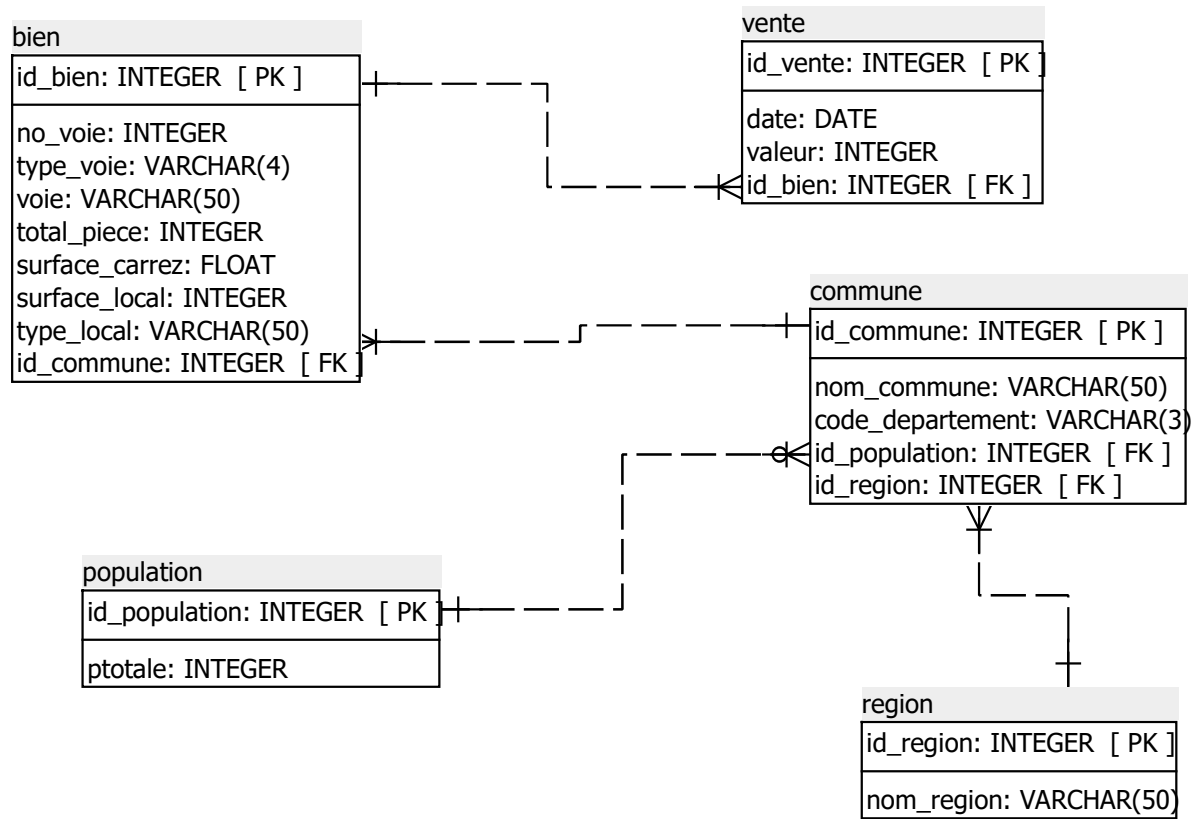 bien
id_bien: INTEGER [ PK ]
no_voie: INTEGER
type_voie: VARCHAR(4)
voie: VARCHAR(50)
total_piece: INTEGER
surface_carrez: FLOAT
surface_local: INTEGER
type_local: VARCHAR(50)
id_commune: INTEGER [ FK ]
vente
id_vente: INTEGER [ PK ]
date: DATE
valeur: INTEGER
id_bien: INTEGER [ FK ]
commune
id_commune: INTEGER [ PK ]
nom_commune: VARCHAR(50)
code_departement: VARCHAR(3)
id_population: INTEGER [ FK ]
id_region: INTEGER [ FK ]
population
id_population: INTEGER [ PK ]
ptotale: INTEGER
region
id_region: INTEGER [ PK ]
nom_region: VARCHAR(50)